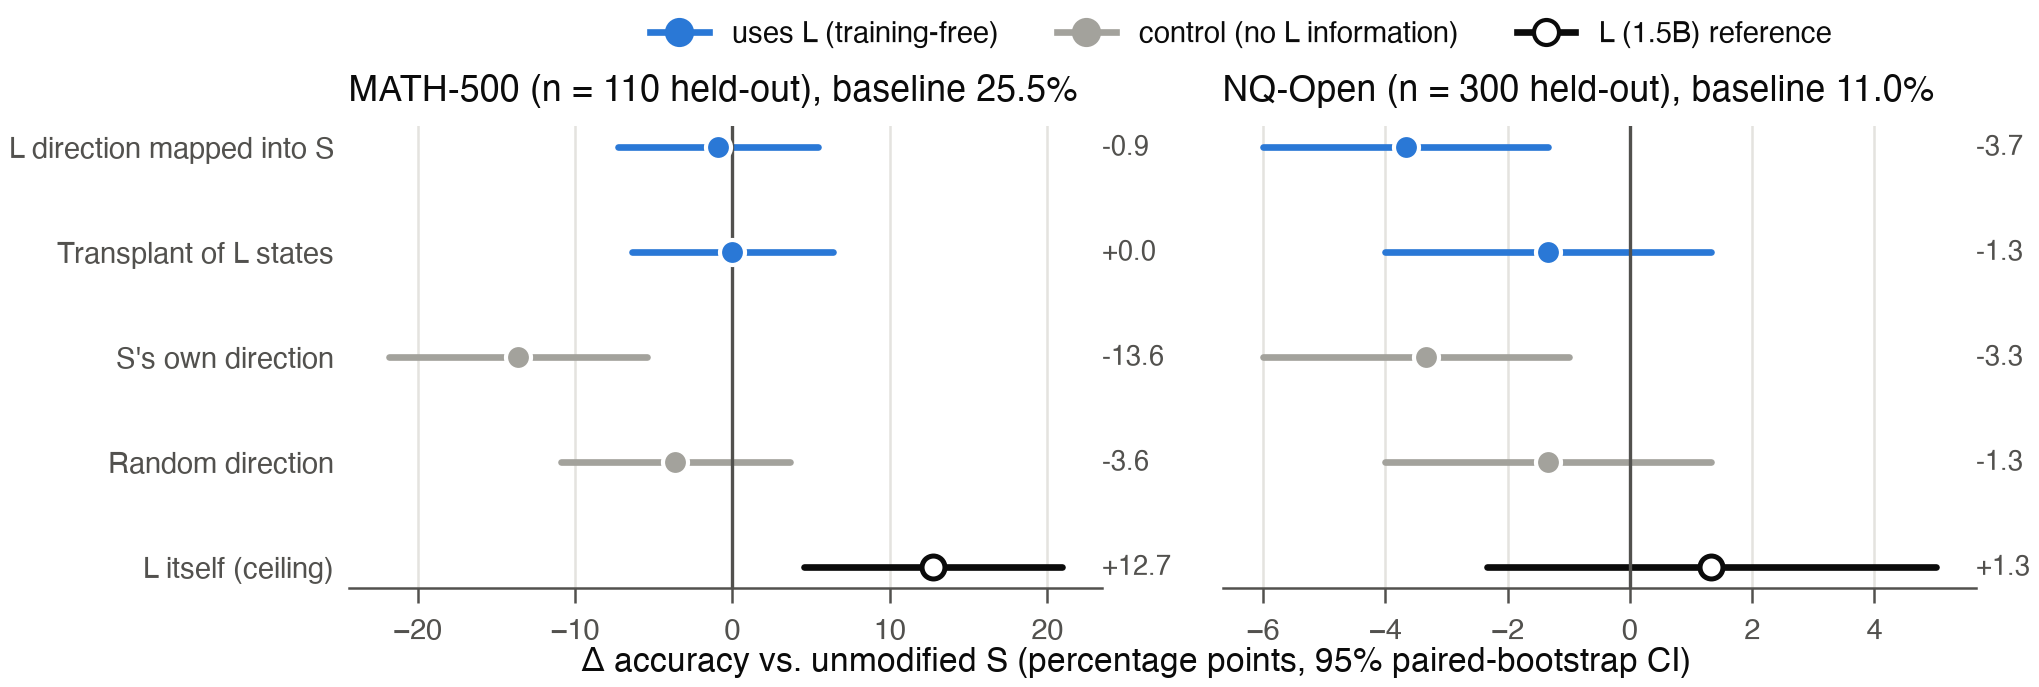 uses L (training-free) control (no L information) L (1.5B) reference
MATH-500 (n = 110 held-out), baseline 25.5% NQ-Open (n = 300 held-out), baseline 11.0%
L direction mapped into S -0.9 -3.7
Transplant of L states +0.0 -1.3
S's own direction -13.6 -3.3
Random direction -3.6 -1.3
L itself (ceiling) +12.7 +1.3
−20 −10 0 10 20 −6 −4 −2 0 2 4
Δ accuracy vs. unmodified S (percentage points, 95% paired-bootstrap CI)